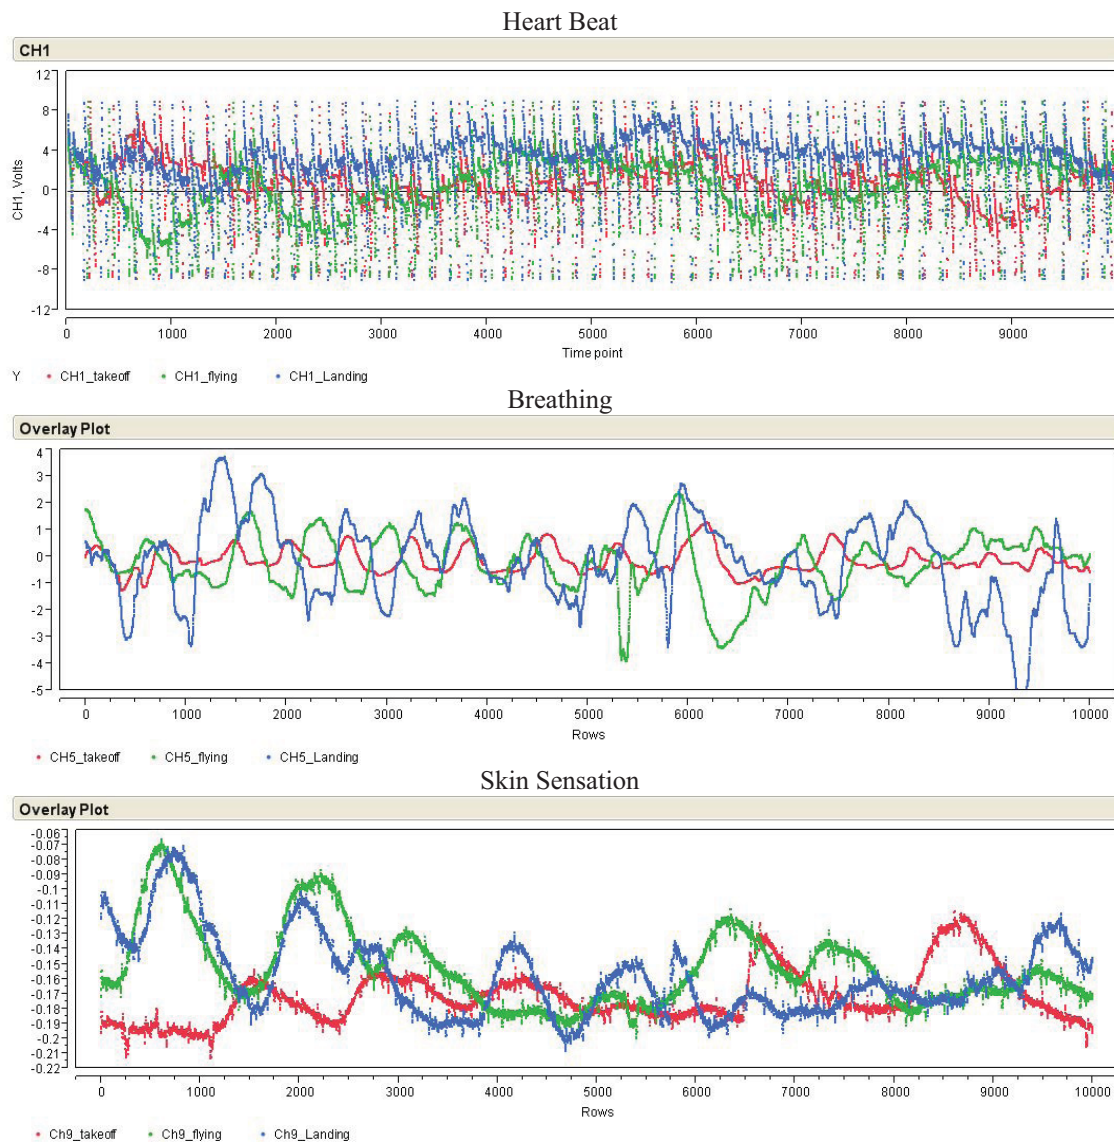 Heart Beat
CH1
12
8
4
0
-4
-8
-12
CH1, Volts
0 1000 2000 3000 4000 5000 6000 7000 8000 9000
Time point
Y CH1_takeoff CH1_flying CH1_Landing
Breathing
Overlay Plot
4
3
2
1
0
-1
-2
-3
-4
-5
0 1000 2000 3000 4000 5000 6000 7000 8000 9000 10000
Rows
CH5_takeoff CH5_flying CH5_Landing
Skin Sensation
Overlay Plot
-0.06
-0.07
-0.08
-0.09
-0.1
-0.11
-0.12
-0.13
-0.14
-0.15
-0.16
-0.17
-0.18
-0.19
-0.2
-0.21
-0.22
0 1000 2000 3000 4000 5000 6000 7000 8000 9000 10000
Rows
Ch9_takeoff Ch9_flying Ch9_Landing